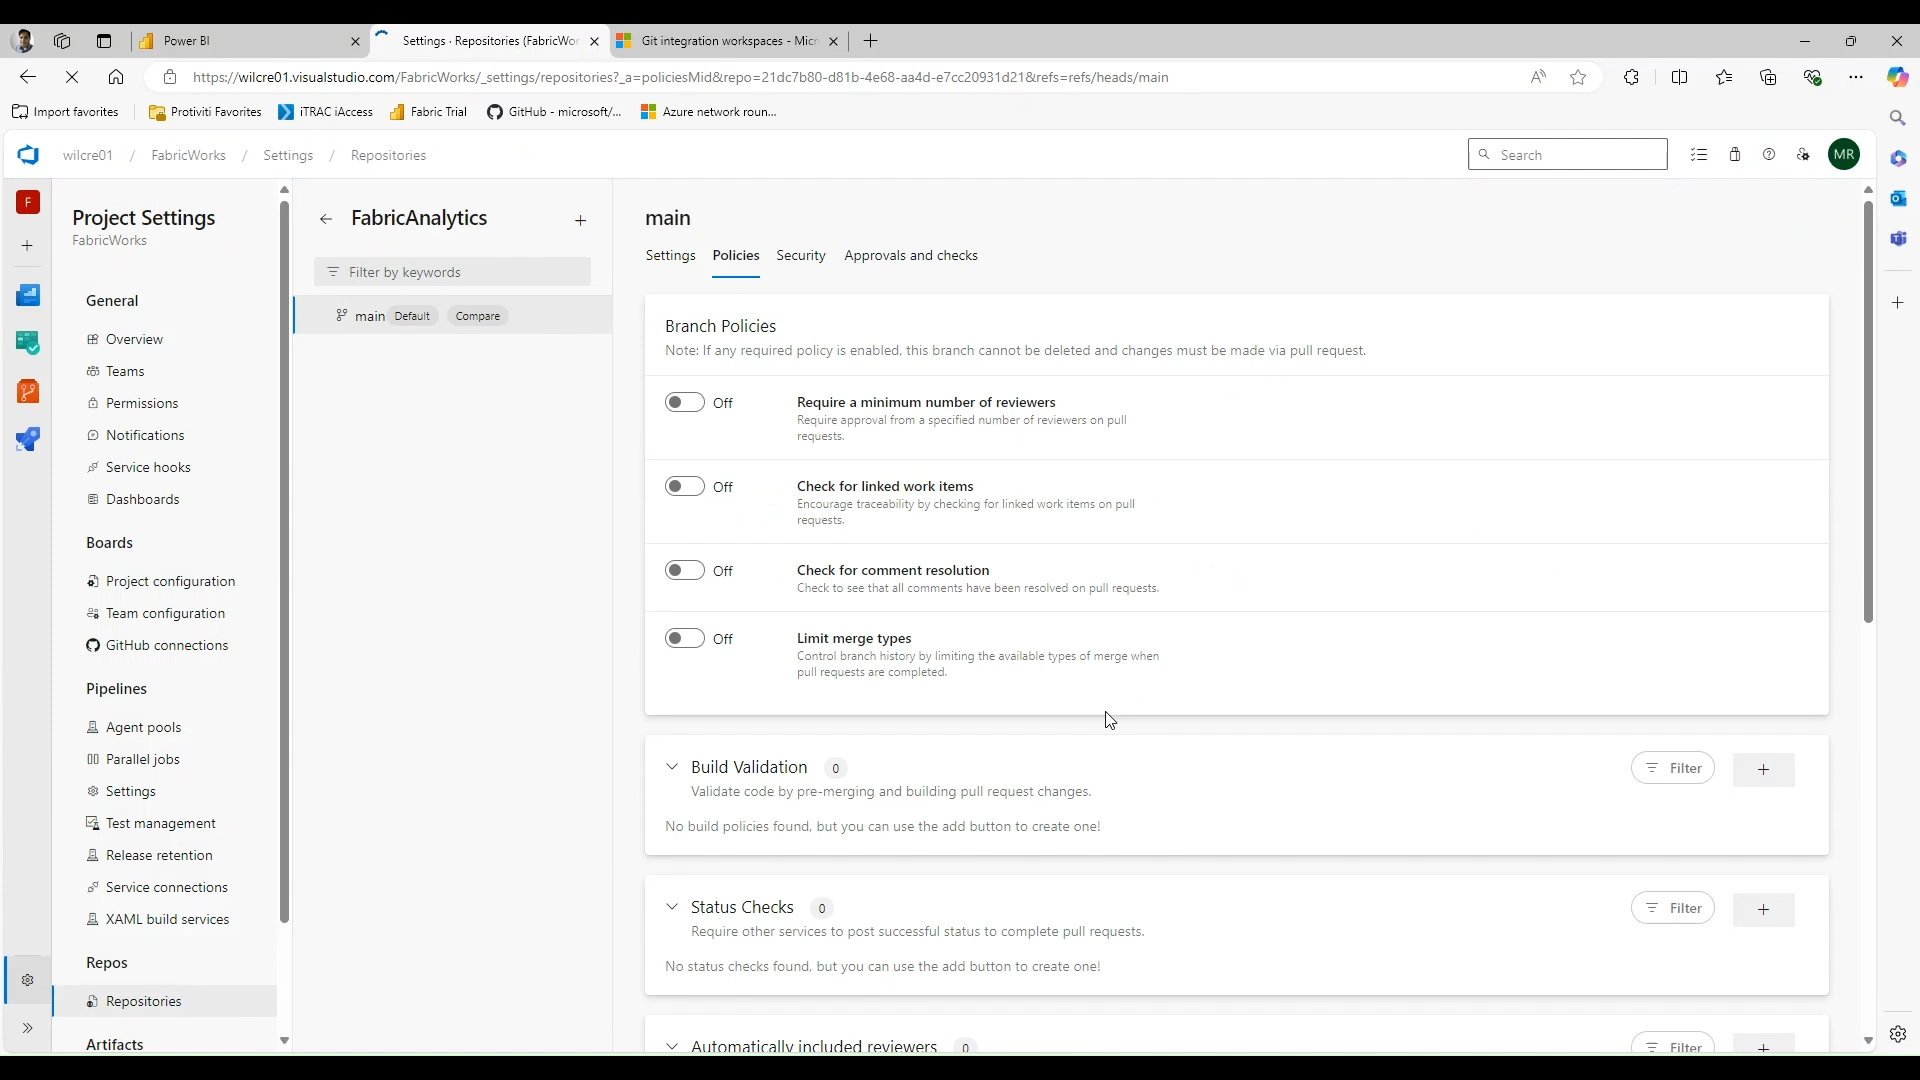 Power BI
Settings · Repositories (FabricWor
Git integration workspaces - Micr
https://wilcre01.visualstudio.com/FabricWorks/_settings/repositories?_a=policiesMid&repo=21dc7b80-d81b-4e68-aa4d-e7cc20931d21&refs=refs/heads/main
Import favorites
Protiviti Favorites
iTRAC iAccess
Fabric Trial
GitHub - microsoft/...
Azure network roun...
wilcre01 / FabricWorks / Settings / Repositories
Search
MR
F
Project Settings
FabricWorks
General
Overview
Teams
Permissions
Notifications
Service hooks
Dashboards
Boards
Project configuration
Team configuration
GitHub connections
Pipelines
Agent pools
Parallel jobs
Settings
Test management
Release retention
Service connections
XAML build services
Repos
Repositories
Artifacts
FabricAnalytics
Filter by keywords
main Default Compare
main
Settings Policies Security Approvals and checks
Branch Policies
Note: If any required policy is enabled, this branch cannot be deleted and changes must be made via pull request.
Off
Require a minimum number of reviewers
Require approval from a specified number of reviewers on pull
requests.
Off
Check for linked work items
Encourage traceability by checking for linked work items on pull
requests.
Off
Check for comment resolution
Check to see that all comments have been resolved on pull requests.
Off
Limit merge types
Control branch history by limiting the available types of merge when
pull requests are completed.
Build Validation 0
Filter
Validate code by pre-merging and building pull request changes.
No build policies found, but you can use the add button to create one!
Status Checks 0
Filter
Require other services to post successful status to complete pull requests.
No status checks found, but you can use the add button to create one!
Automatically included reviewers 0
Filter